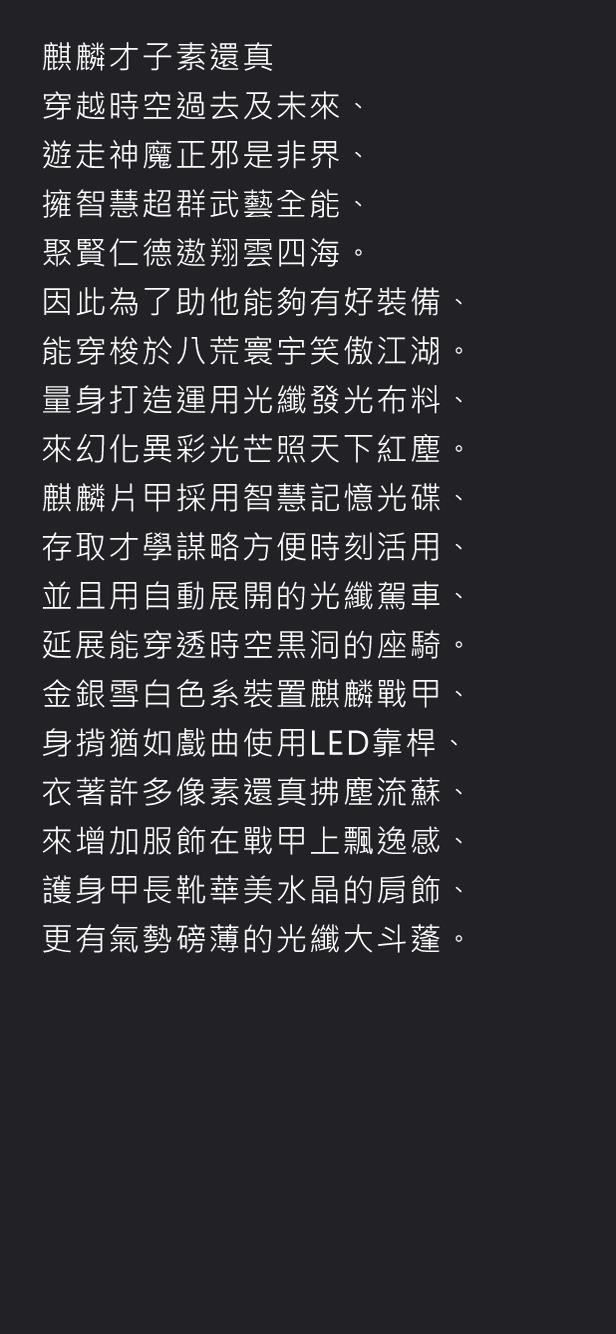 麒麟才子素還真
穿越時空過去及未來、
遊走神魔正邪是非界、
擁智慧超群武藝全能、
聚賢仁德遨翔雲四海。
因此為了助他能夠有好裝備、
能穿梭於八荒寰宇笑傲江湖。
量身打造運用光纖發光布料、
來幻化異彩光芒照天下紅塵。
麒麟片甲採用智慧記憶光碟、
存取才學謀略方便時刻活用、
並且用自動展開的光纖駕車、
延展能穿透時空黑洞的座騎。
金銀雪白色系裝置麒麟戰甲、
身揹猶如戲曲使用LED靠桿、
衣著許多像素還真拂塵流蘇、
來增加服飾在戰甲上飄逸感、
護身甲長靴華美水晶的肩飾、
更有氣勢磅薄的光纖大斗蓬。